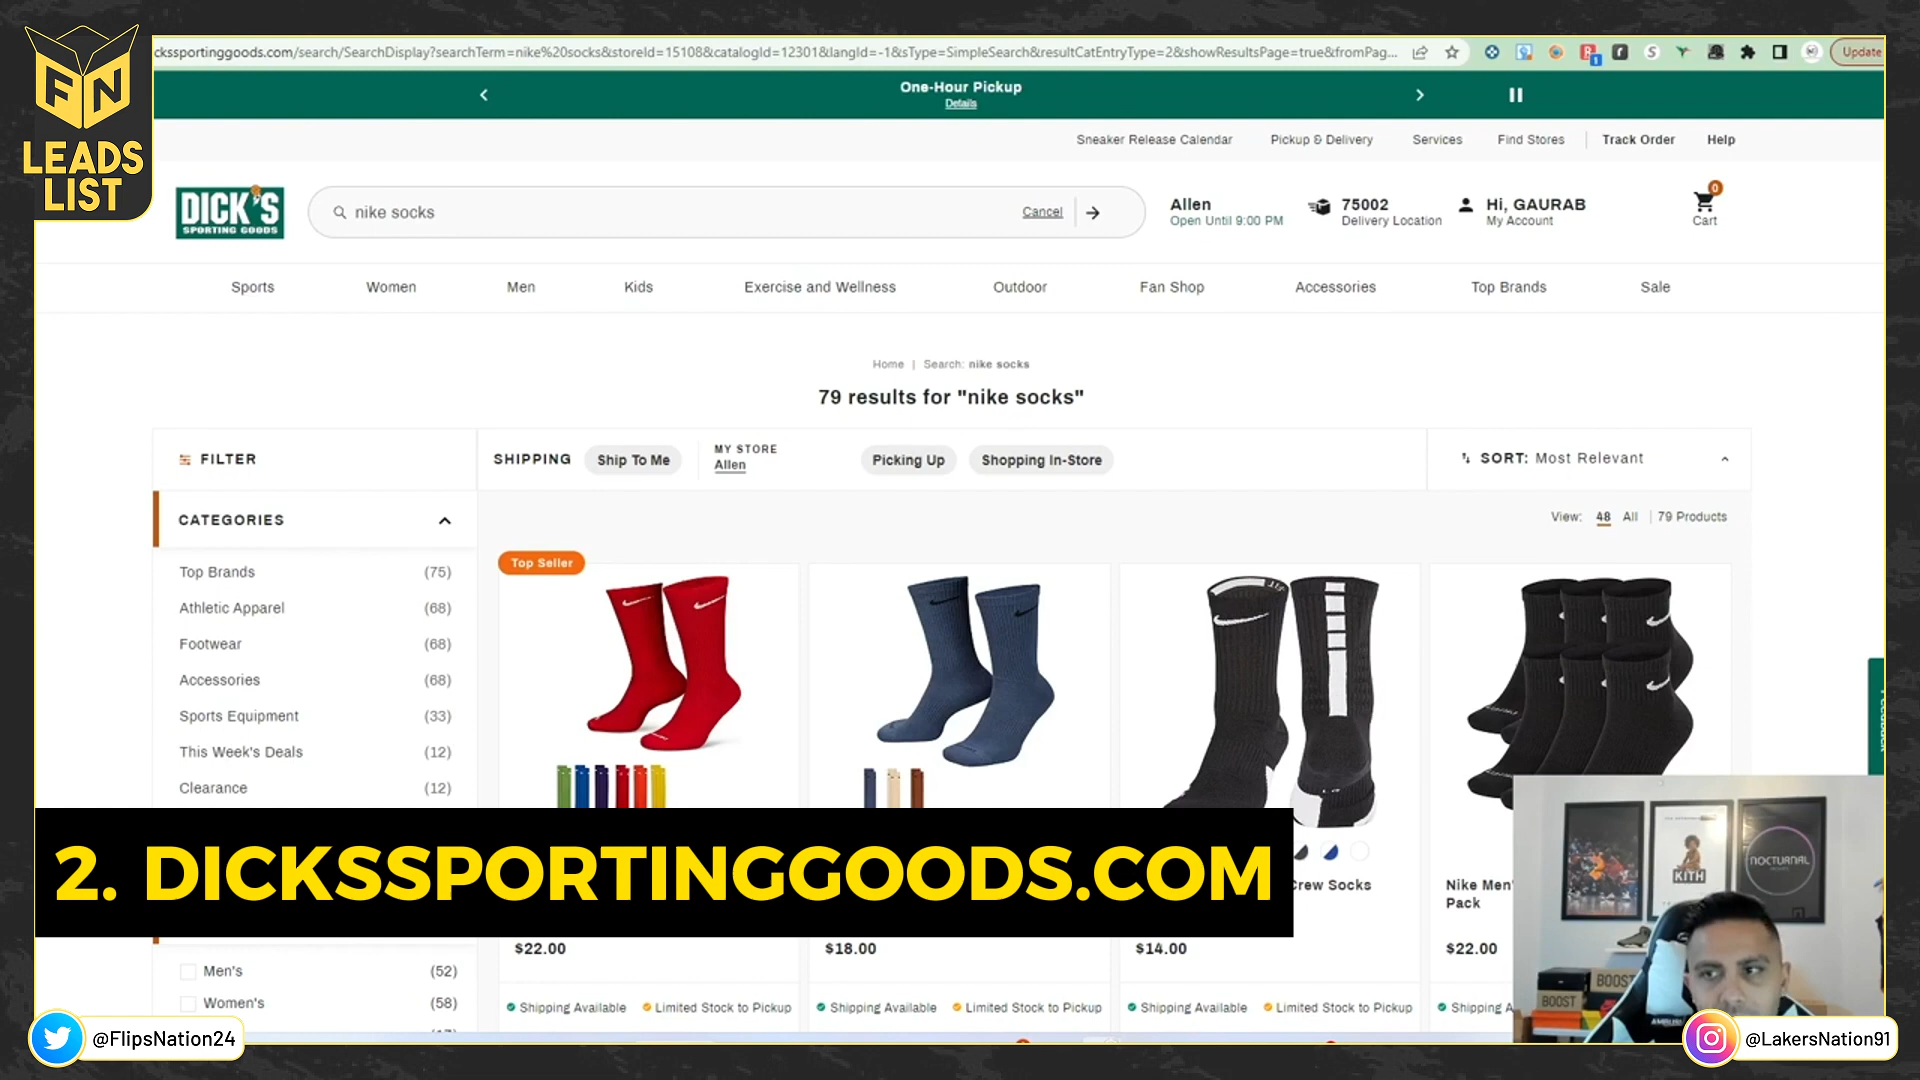 FN
LEADS
LIST
ckssportinggoods.com/search/SearchDisplay?searchTerm=nike%20socks&storeId=15108&catalogId=12301&langId=-1&sType=SimpleSearch&resultCatEntryType=2&showResultsPage=true&fromPag...
Update
One-Hour Pickup
Details
Sneaker Release Calendar Pickup & Delivery Services Find Stores Track Order Help
DICK'S
SPORTING GOODS
nike socks Cancel
Allen
Open Until 9:00 PM
75002
Delivery Location
Hi, GAURAB
My Account
0
Cart
Sports Women Men Kids Exercise and Wellness Outdoor Fan Shop Accessories Top Brands Sale
Home | Search: nike socks
79 results for "nike socks"
FILTER
SHIPPING Ship To Me
MY STORE
Allen
Picking Up Shopping In-Store
SORT: Most Relevant
CATEGORIES
View: 48 All | 79 Products
Top Brands (75)
Athletic Apparel (68)
Footwear (68)
Accessories (68)
Sports Equipment (33)
This Week's Deals (12)
Clearance (12)
Top Seller
2. DICKSSPORTINGGOODS.COM
Crew Socks
Nike Men'
Pack
$22.00 $18.00 $14.00 $22.00
Men's (52)
Women's (58)
Shipping Available Limited Stock to Pickup Shipping Available Limited Stock to Pickup Shipping Available Limited Stock to Pickup Shipping A
KITH
NOCTURNAL
BOOST
BOOST
@FlipsNation24
@LakersNation91